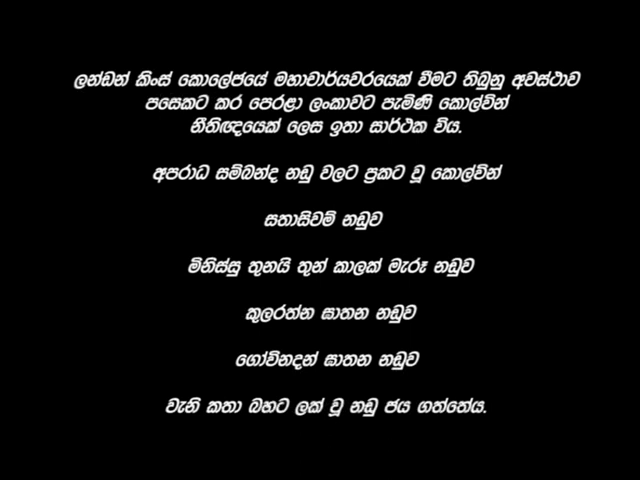 ලන්ඩන් කිංස් කොලේජයේ මහාචාර්යවරයෙක් වීමට තිබුනු අවස්ථාව
පසෙකට කර පෙරළා ලංකාවට පැමිණි කොල්වින්
නීතිඥයෙක් ලෙස ඉතා සාර්ථක විය.
අපරාධ සම්බන්ද නඩු වලට ප්‍රකට වූ කොල්වින්
සතාසිවම් නඩුව
මිනිස්සු තුනයි තුන් කාලක් මැරූ නඩුව
කුලරත්න ඝාතන නඩුව
ගෝවින්දන් ඝාතන නඩුව
වැනි කතා බහට ලක් වූ නඩු ජය ගත්තේය.